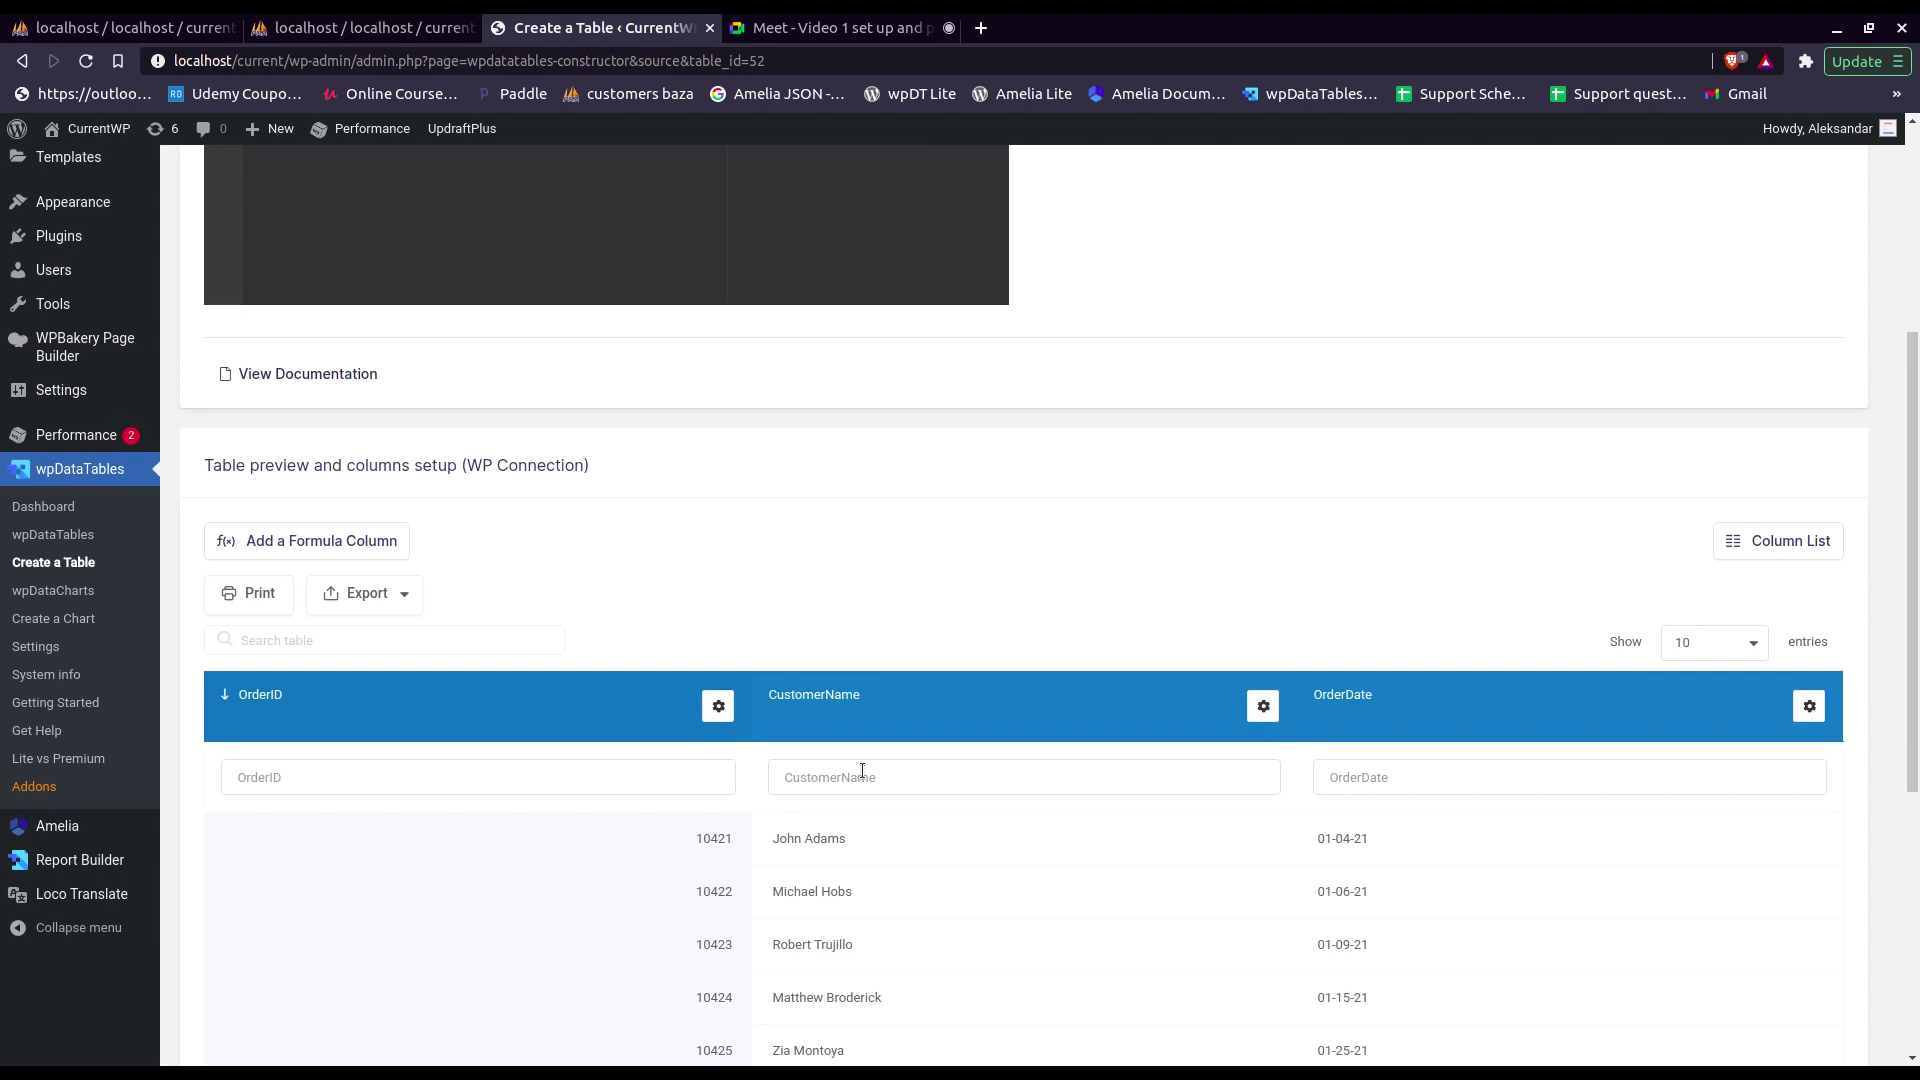 localhost / localhost / current
localhost / localhost / current
Create a Table ‹ CurrentW
Meet - Video 1 set up and p
localhost/current/wp-admin/admin.php?page=wpdatatables-constructor&source&table_id=52
1
Update
https://outloo...
RD Udemy Coupo...
Online Course...
Paddle
customers baza
Amelia JSON -...
wpDT Lite
Amelia Lite
Amelia Docum...
wpDataTables...
Support Sche...
Support quest...
Gmail
»
CurrentWP
6
0
New
Performance
UpdraftPlus
Howdy, Aleksandar
Templates
Appearance
Plugins
Users
Tools
WPBakery Page
Builder
Settings
Performance 2
wpDataTables
Dashboard
wpDataTables
Create a Table
wpDataCharts
Create a Chart
Settings
System info
Getting Started
Get Help
Lite vs Premium
Addons
Amelia
Report Builder
Loco Translate
Collapse menu
View Documentation
Table preview and columns setup (WP Connection)
f(x) Add a Formula Column
Column List
Print
Export
Search table
Show 10 entries
OrderID CustomerName OrderDate
OrderID CustomerName OrderDate
10421 John Adams 01-04-21
10422 Michael Hobs 01-06-21
10423 Robert Trujillo 01-09-21
10424 Matthew Broderick 01-15-21
10425 Zia Montoya 01-25-21